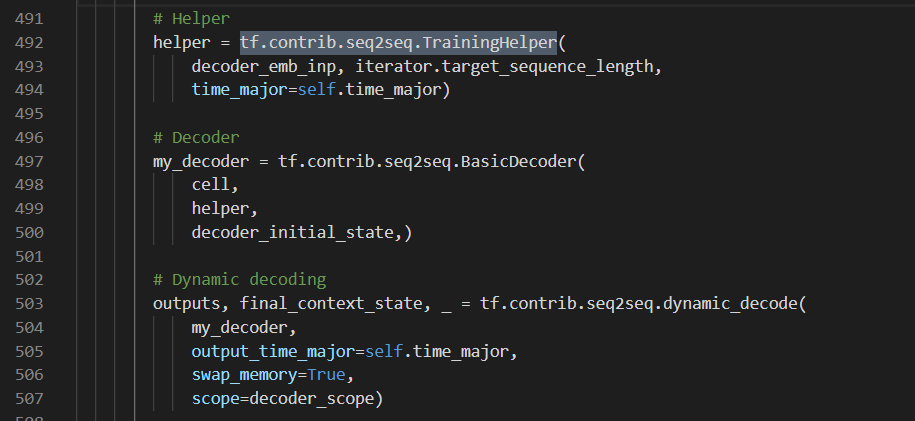 491 # Helper
492 helper = tf.contrib.seq2seq.TrainingHelper(
493 decoder_emb_inp, iterator.target_sequence_length,
494 time_major=self.time_major)
495
496 # Decoder
497 my_decoder = tf.contrib.seq2seq.BasicDecoder(
498 cell,
499 helper,
500 decoder_initial_state,)
501
502 # Dynamic decoding
503 outputs, final_context_state, _ = tf.contrib.seq2seq.dynamic_decode(
504 my_decoder,
505 output_time_major=self.time_major,
506 swap_memory=True,
507 scope=decoder_scope)